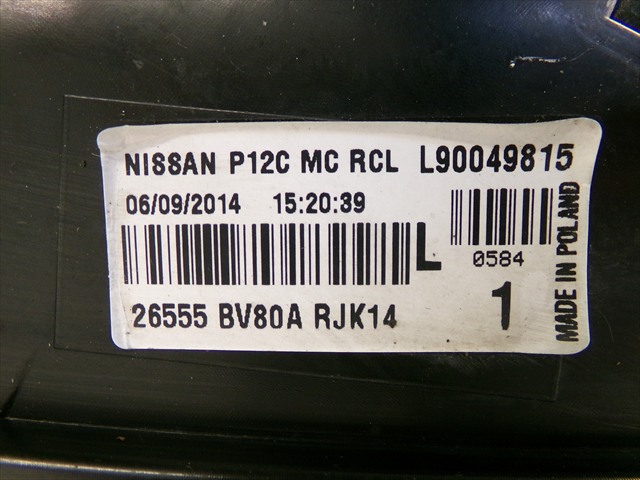 NISSAN P12C MC RCL L90049815
06/09/2014 15:20:39
L
0584
26555 BV80A RJK14
1
MADE IN POLAND